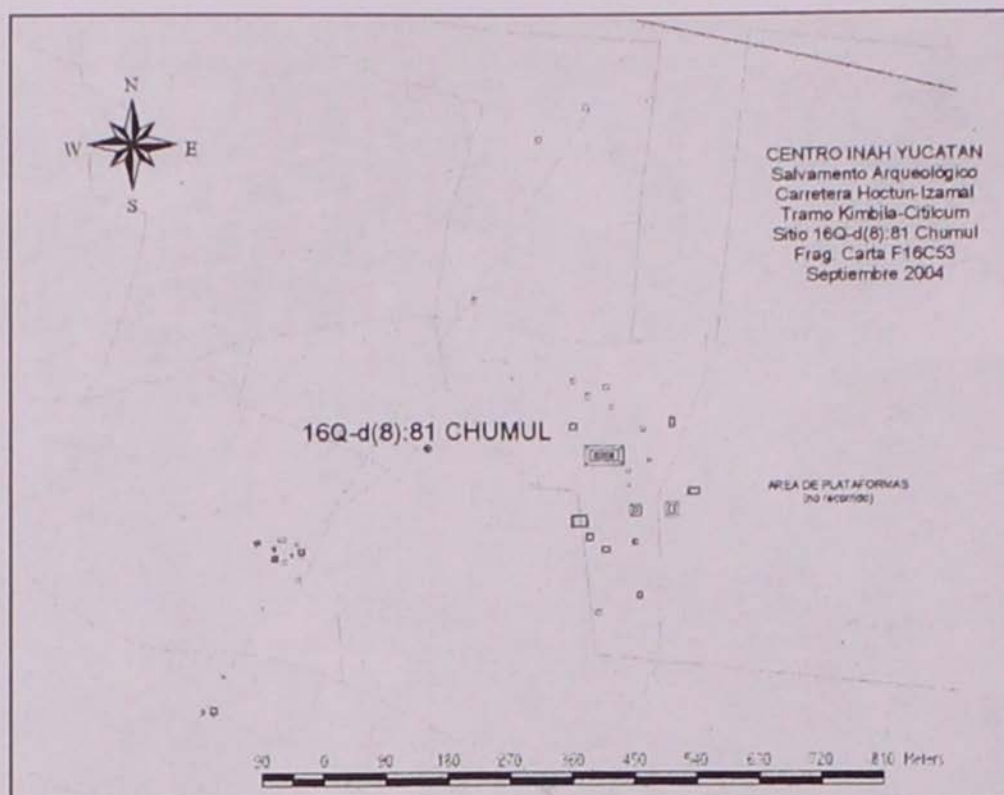 N
W E
S
CENTRO INAH YUCATAN
Salvamento Arqueológico
Carretera Hoctun-Izamal
Tramo Kimbila-Citilcum
Sitio 16Q-d(8):81 Chumul
Frag. Carta F16C53
Septiembre 2004
16Q-d(8):81 CHUMUL
AREA DE PLATAFORMAS
(no recorrido)
90 0 90 180 270 360 450 540 630 720 810 Meters